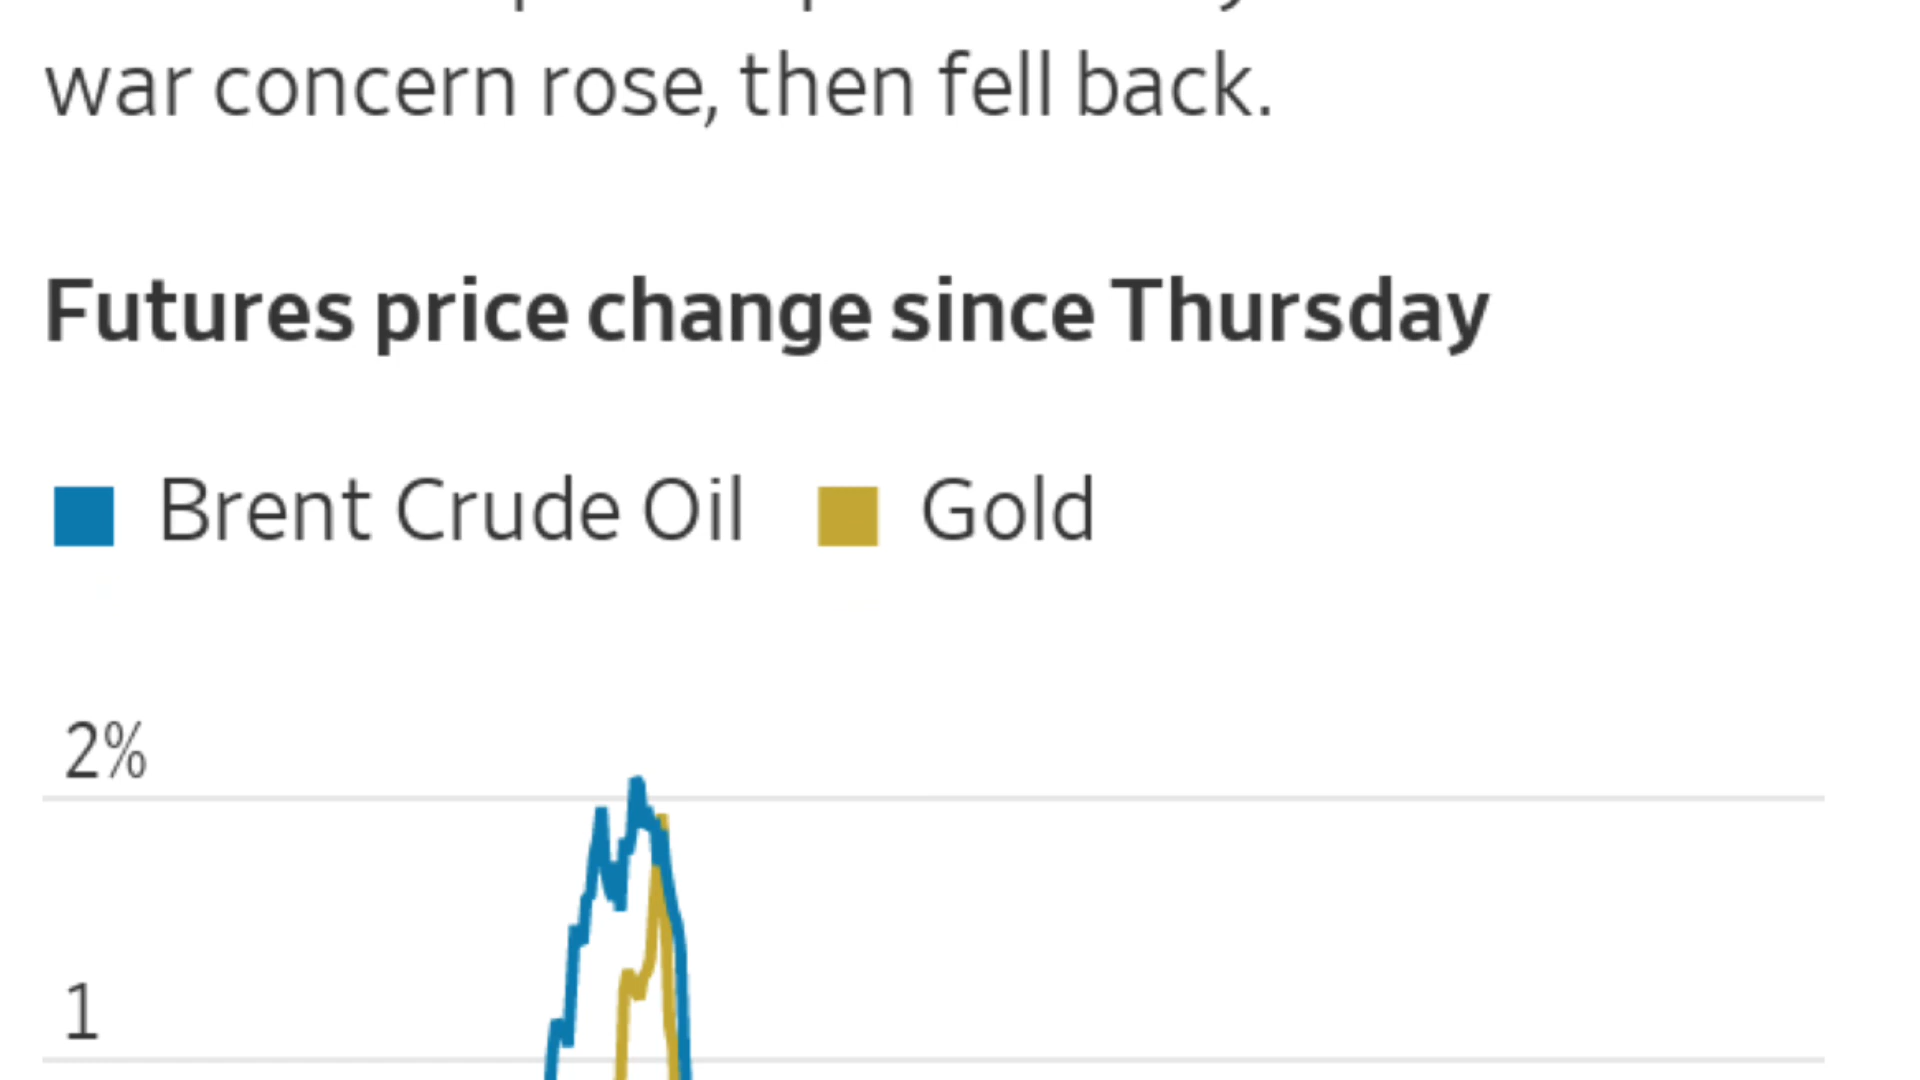 war concern rose, then fell back.
Futures price change since Thursday
Brent Crude Oil Gold
2%
1